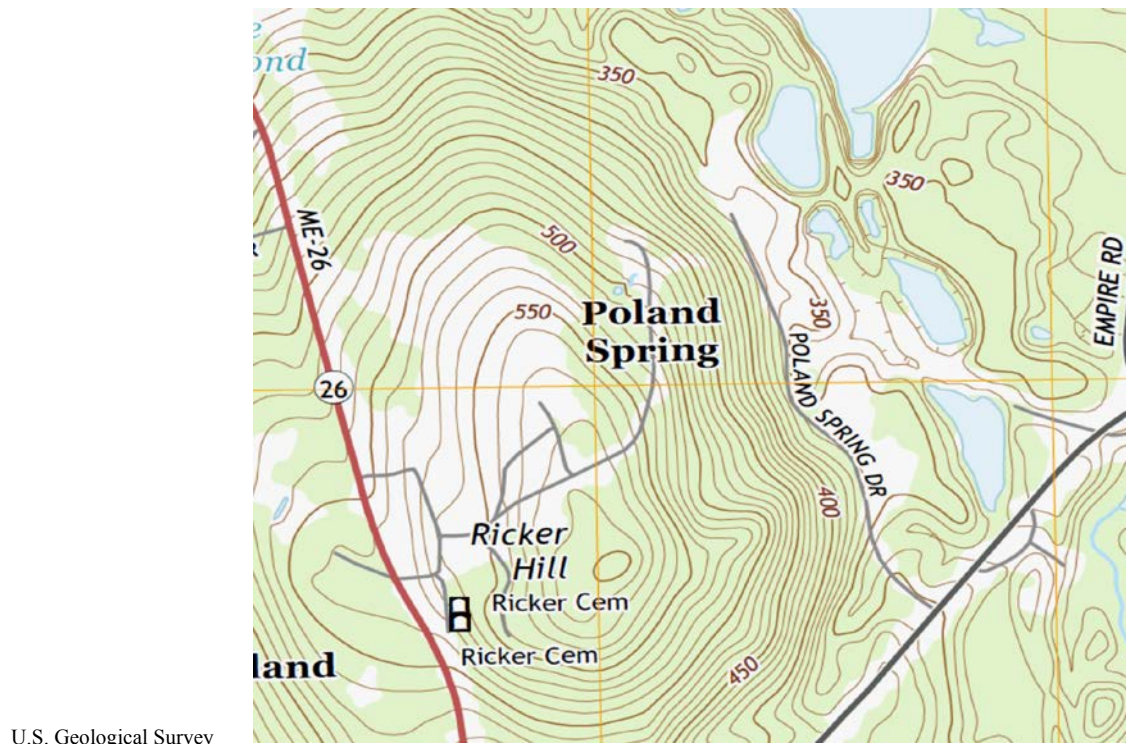 ond
350
350
ME-26
500
EMPIRE RD
550
Poland
Spring
350
POLAND SPRING DR
26
400
Ricker
Hill
Ricker Cem
Ricker Cem
land
450
U.S. Geological Survey